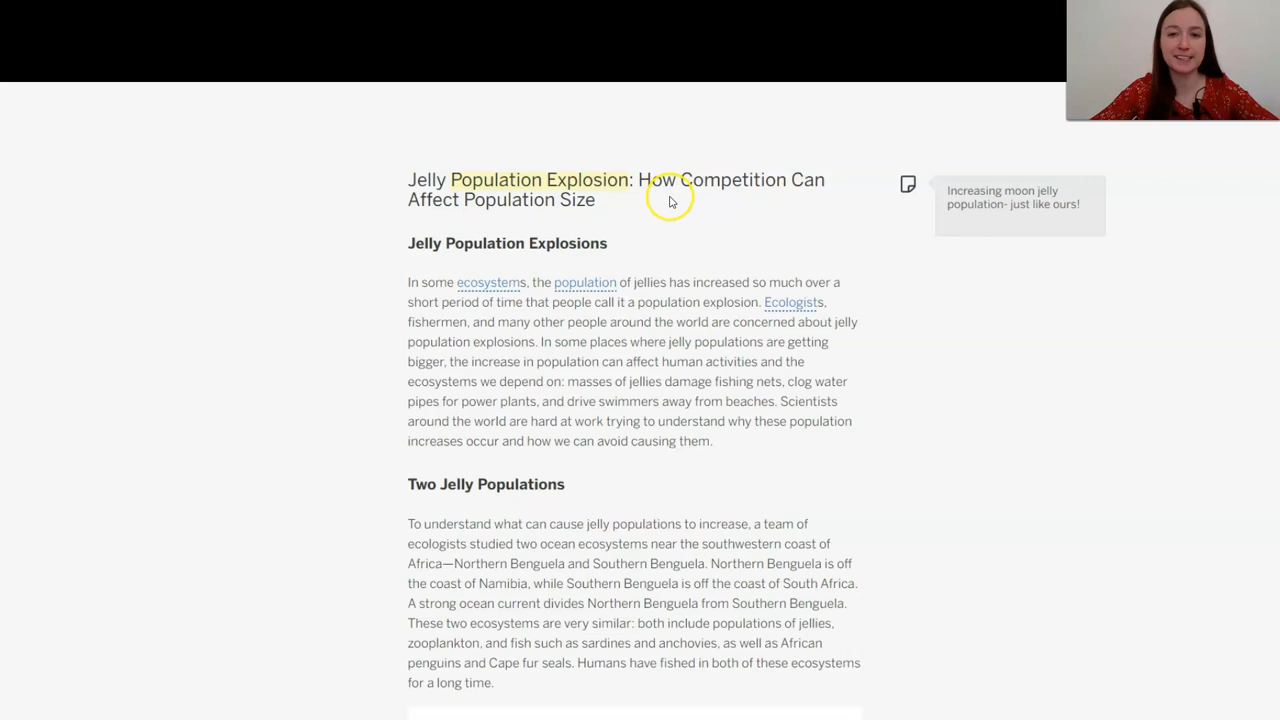 Jelly Population Explosion: How Competition Can
Affect Population Size
Increasing moon jelly
population- just like ours!
Jelly Population Explosions
In some ecosystems, the population of jellies has increased so much over a
short period of time that people call it a population explosion. Ecologists,
fishermen, and many other people around the world are concerned about jelly
population explosions. In some places where jelly populations are getting
bigger, the increase in population can affect human activities and the
ecosystems we depend on: masses of jellies damage fishing nets, clog water
pipes for power plants, and drive swimmers away from beaches. Scientists
around the world are hard at work trying to understand why these population
increases occur and how we can avoid causing them.
Two Jelly Populations
To understand what can cause jelly populations to increase, a team of
ecologists studied two ocean ecosystems near the southwestern coast of
Africa—Northern Benguela and Southern Benguela. Northern Benguela is off
the coast of Namibia, while Southern Benguela is off the coast of South Africa.
A strong ocean current divides Northern Benguela from Southern Benguela.
These two ecosystems are very similar: both include populations of jellies,
zooplankton, and fish such as sardines and anchovies, as well as African
penguins and Cape fur seals. Humans have fished in both of these ecosystems
for a long time.